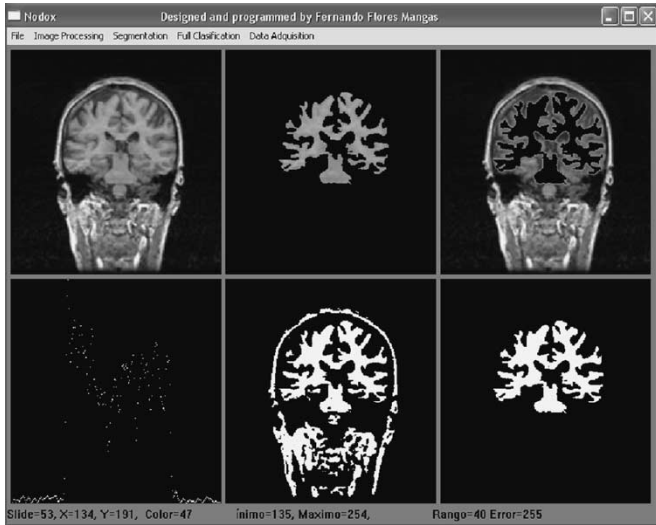 Nodox Designed and programmed by Fernando Flores Mangas
File Image Processing Segmentation Full Clasification Data Adquisition
Slide=53, X=134, Y=191, Color=47 ínimo=135, Maximo=254, Rango=40 Error=255